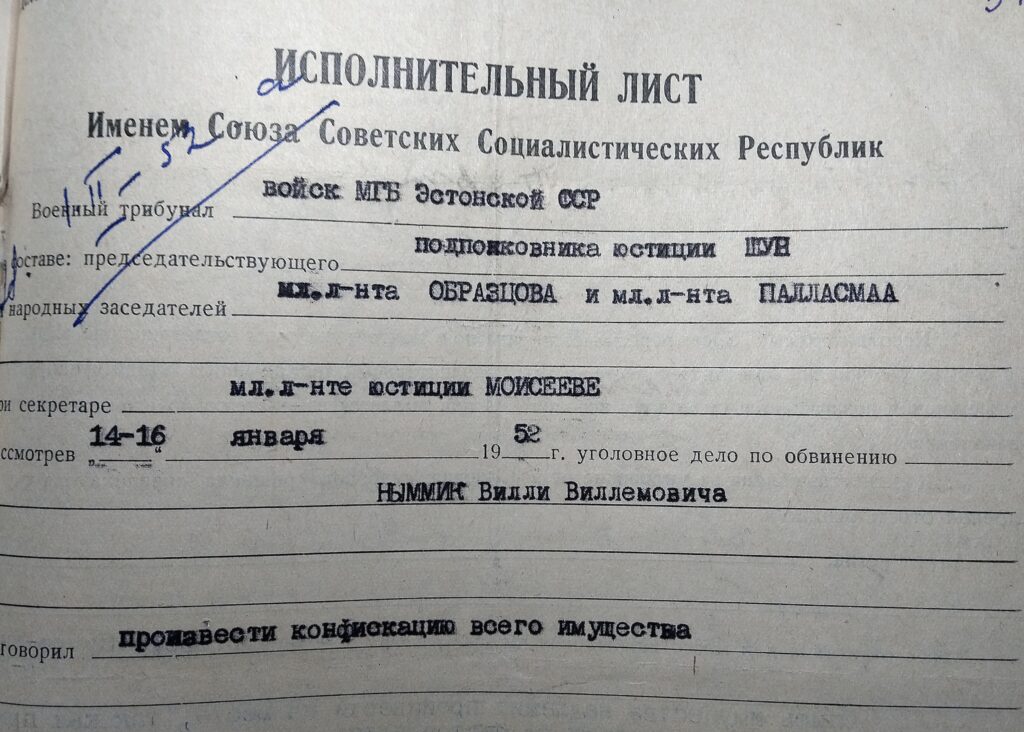 ИСПОЛНИТЕЛЬНЫЙ ЛИСТ
Именем Союза Советских Социалистических Республик
Военный трибунал войск МГБ Эстонской ССР
составе: председательствующего подполковника юстиции ШУН
народных заседателей мл.л-нта ОБРАЗЦОВА и мл.л-нта ПАЛЛАСМАА
ри секретаре мл.л-нте юстиции МОИСЕЕВЕ
ссмотрев „14-16“ января 1952 г. уголовное дело по обвинению
НЫММИК Вилли Виллемовича
говорил произвести конфискацию всего имущества